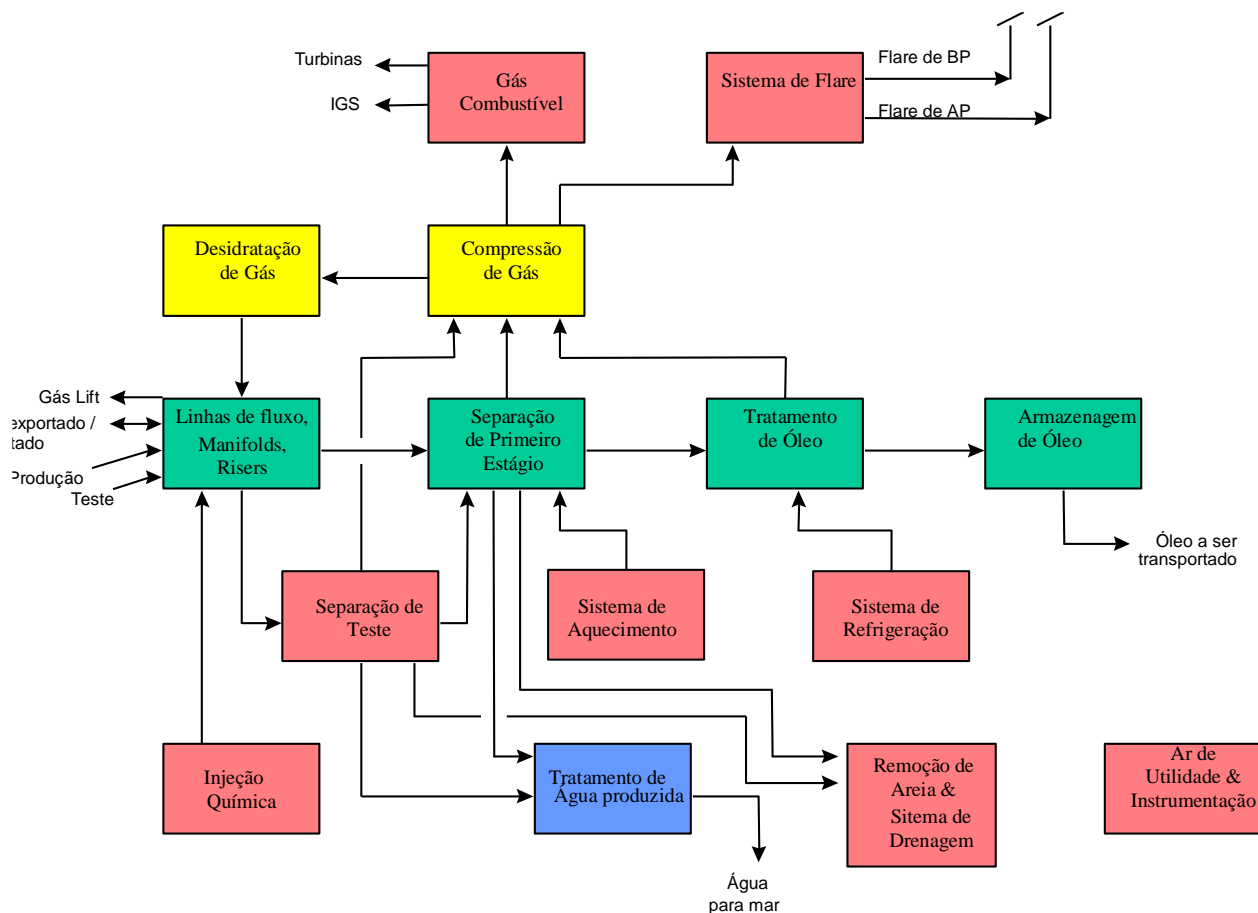 Turbinas
IGS
Gás
Combustível
Sistema de Flare
Flare de BP
Flare de AP
Desidratação
de Gás
Compressão
de Gás
Gás Lift
exportado /
tado
Produção
Teste
Linhas de fluxo,
Manifolds,
Risers
Separação
de Primeiro
Estágio
Tratamento
de Óleo
Armazenagem
de Óleo
Óleo a ser
transportado
Separação de
Teste
Sistema de
Aquecimento
Sistema de
Refrigeração
Injeção
Química
Tratamento de
Água produzida
Remoção de
Areia &
Sitema de
Drenagem
Ar de
Utilidade &
Instrumentação
Água
para mar